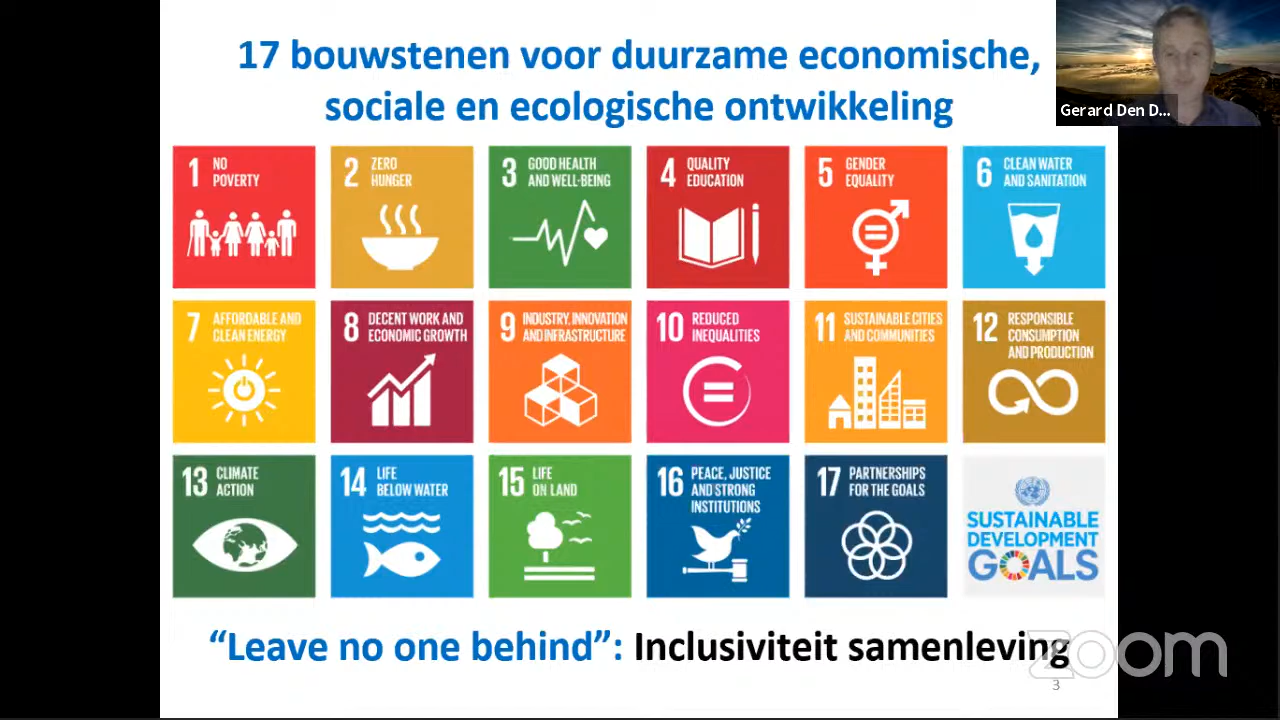 17 bouwstenen voor duurzame economische,
sociale en ecologische ontwikkeling
Gerard Den D...
1 NO
POVERTY
2 ZERO
HUNGER
3 GOOD HEALTH
AND WELL-BEING
4 QUALITY
EDUCATION
5 GENDER
EQUALITY
6 CLEAN WATER
AND SANITATION
7 AFFORDABLE AND
CLEAN ENERGY
8 DECENT WORK AND
ECONOMIC GROWTH
9 INDUSTRY, INNOVATION
AND INFRASTRUCTURE
10 REDUCED
INEQUALITIES
11 SUSTAINABLE CITIES
AND COMMUNITIES
12 RESPONSIBLE
CONSUMPTION
AND PRODUCTION
13 CLIMATE
ACTION
14 LIFE
BELOW WATER
15 LIFE
ON LAND
16 PEACE, JUSTICE
AND STRONG
INSTITUTIONS
17 PARTNERSHIPS
FOR THE GOALS
SUSTAINABLE
DEVELOPMENT
GOALS
“Leave no one behind”: Inclusiviteit samenleving
zoom
3